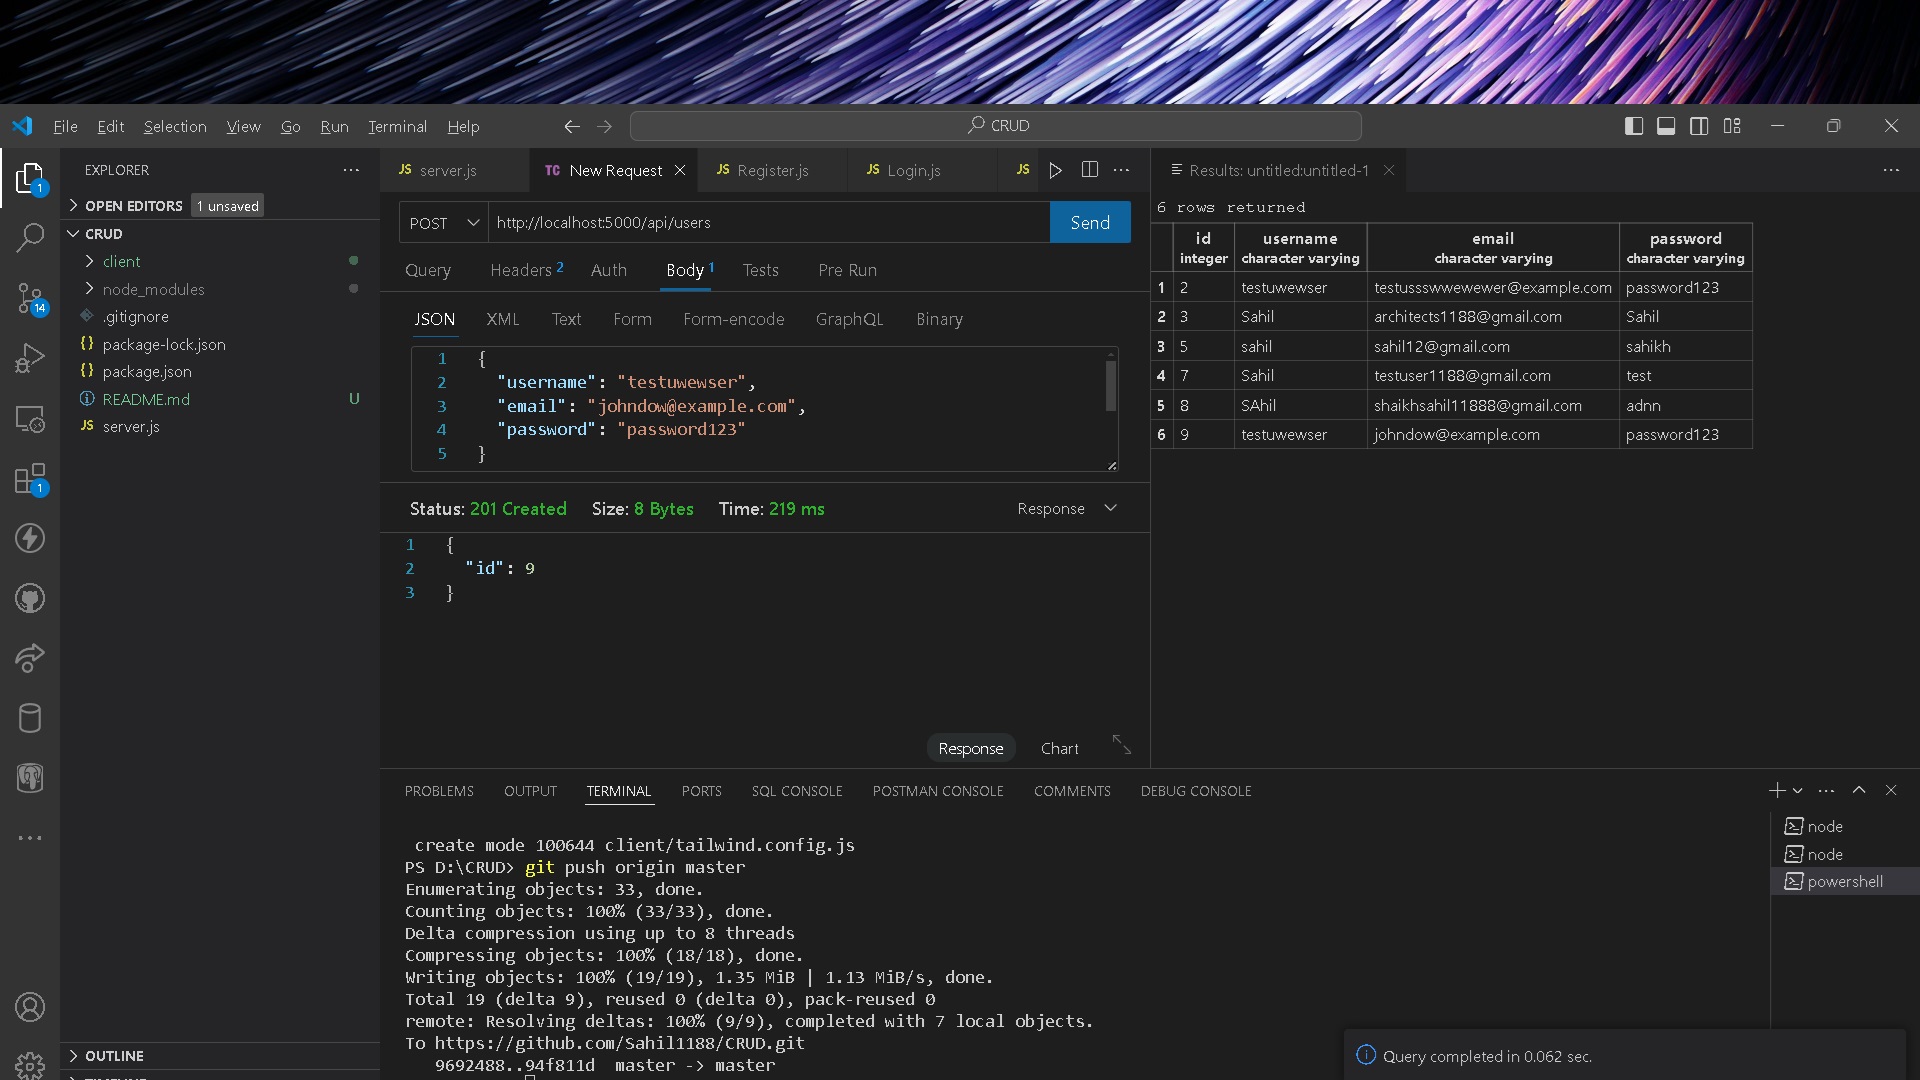 File Edit Selection View Go Run Terminal Help
CRUD
1
14
1
EXPLORER
OPEN EDITORS 1 unsaved
CRUD
client
node_modules
.gitignore
package-lock.json
package.json
README.md U
JS server.js
OUTLINE
JS server.js TC New Request JS Register.js JS Login.js JS
POST http://localhost:5000/api/users Send
Query Headers 2 Auth Body 1 Tests Pre Run
JSON XML Text Form Form-encode GraphQL Binary
1 {
2 "username": "testuwewser",
3 "email": "johndow@example.com",
4 "password": "password123"
5 }
Status: 201 Created Size: 8 Bytes Time: 219 ms Response
1 {
2 "id": 9
3 }
Response Chart
Results: untitled:untitled-1
6 rows returned
id username email password
integer character varying character varying character varying
1 2 testuwewser testussswwewewer@example.com password123
2 3 Sahil architects1188@gmail.com Sahil
3 5 sahil sahil12@gmail.com sahikh
4 7 Sahil testuser1188@gmail.com test
5 8 SAhil shaikhsahil11888@gmail.com adnn
6 9 testuwewser johndow@example.com password123
PROBLEMS OUTPUT TERMINAL PORTS SQL CONSOLE POSTMAN CONSOLE COMMENTS DEBUG CONSOLE
create mode 100644 client/tailwind.config.js
PS D:\CRUD> git push origin master
Enumerating objects: 33, done.
Counting objects: 100% (33/33), done.
Delta compression using up to 8 threads
Compressing objects: 100% (18/18), done.
Writing objects: 100% (19/19), 1.35 MiB | 1.13 MiB/s, done.
Total 19 (delta 9), reused 0 (delta 0), pack-reused 0
remote: Resolving deltas: 100% (9/9), completed with 7 local objects.
To https://github.com/Sahil1188/CRUD.git
9692488..94f811d master -> master
node
node
powershell
Query completed in 0.062 sec.